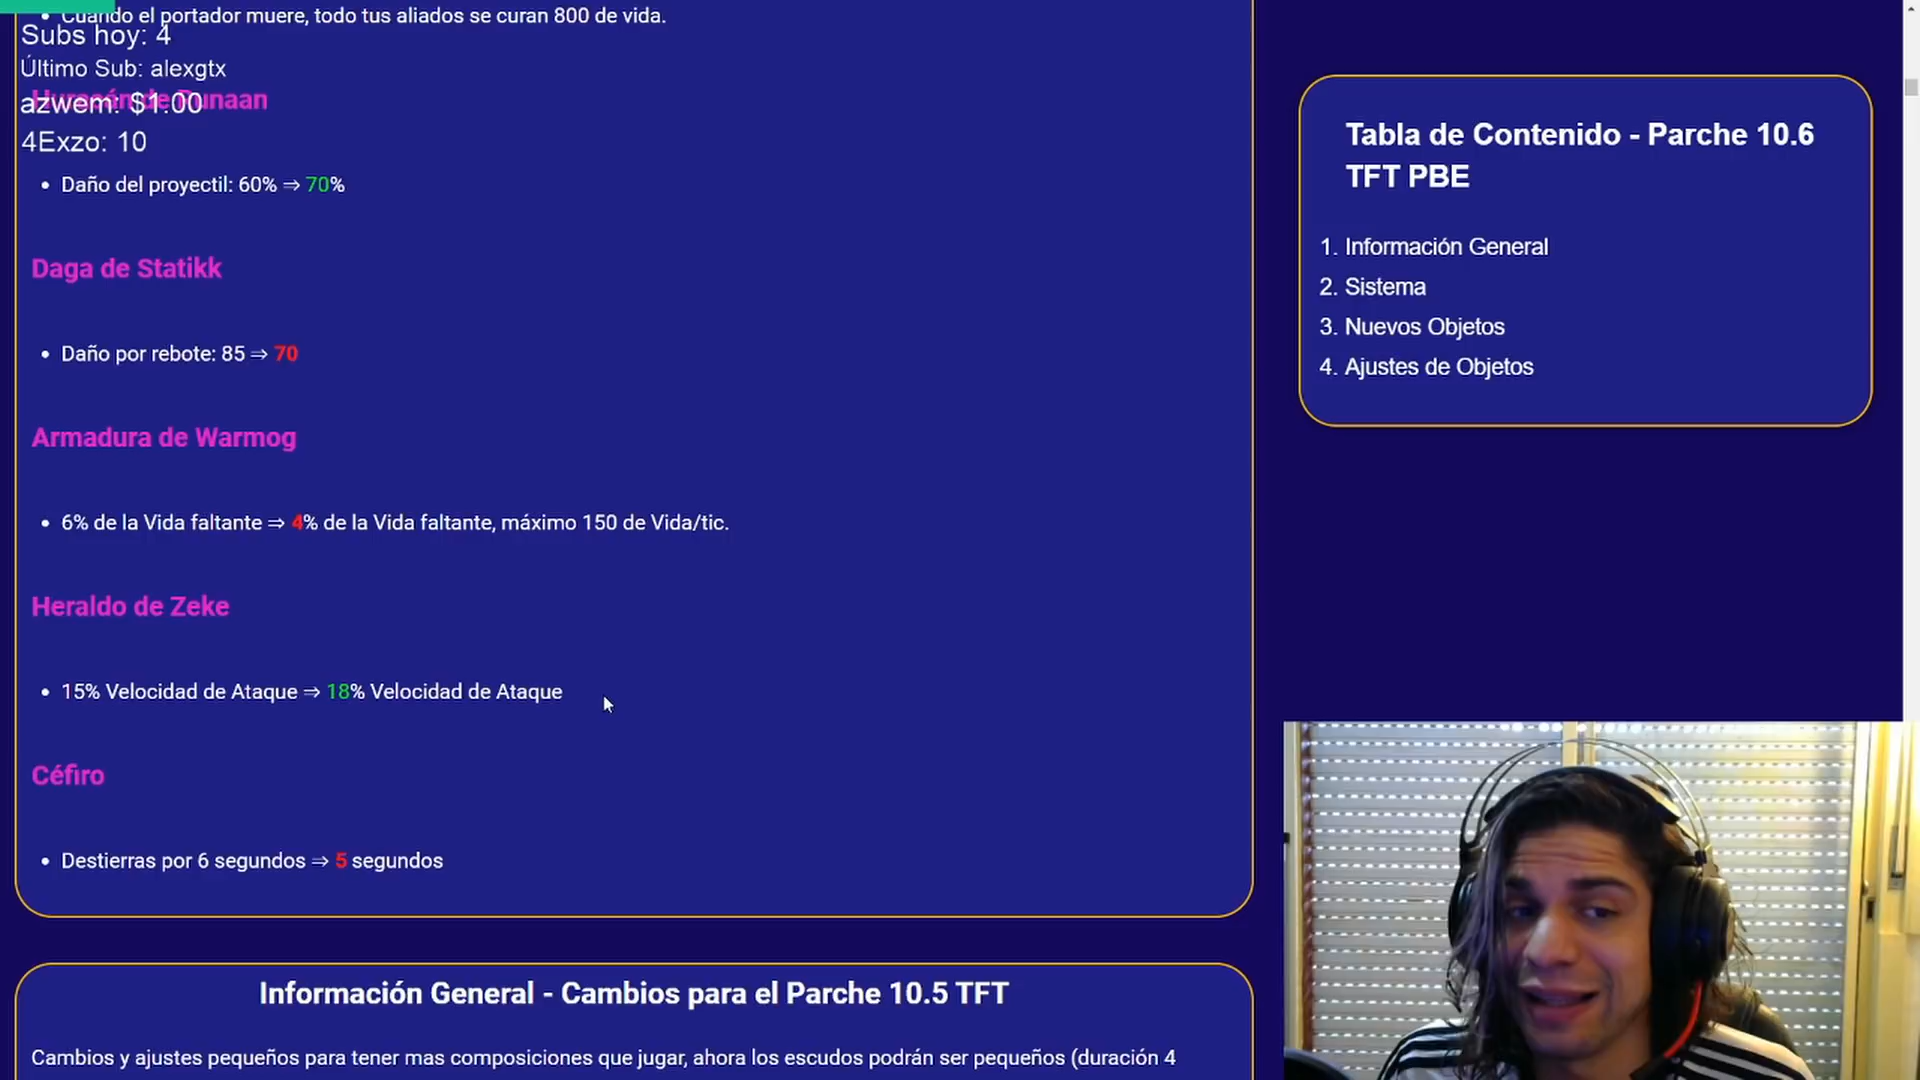 Cuando el portador muere, todo tus aliados se curan 800 de vida.
Subs hoy: 4
Último Sub: alexgtx
Huracán de Runaan
azwem: $1.00
4Exzo: 10
Daño del proyectil: 60% ⇒ 70%
Daga de Statikk
Daño por rebote: 85 ⇒ 70
Armadura de Warmog
6% de la Vida faltante ⇒ 4% de la Vida faltante, máximo 150 de Vida/tic.
Heraldo de Zeke
15% Velocidad de Ataque ⇒ 18% Velocidad de Ataque
Céfiro
Destierras por 6 segundos ⇒ 5 segundos
Información General - Cambios para el Parche 10.5 TFT
Cambios y ajustes pequeños para tener mas composiciones que jugar, ahora los escudos podrán ser pequeños (duración 4
Tabla de Contenido - Parche 10.6
TFT PBE
1. Información General
2. Sistema
3. Nuevos Objetos
4. Ajustes de Objetos